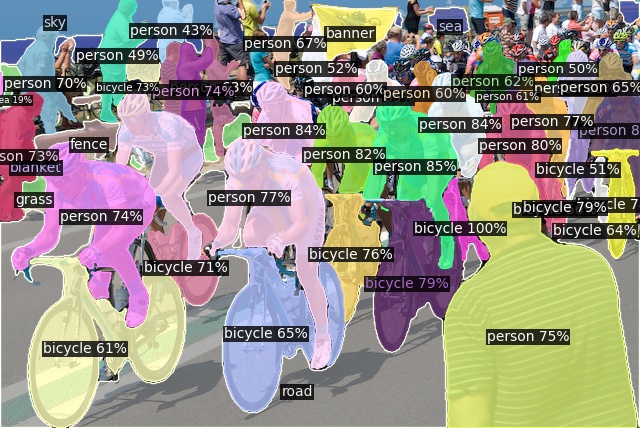 sky
person 43%
banner
sea
person 67%
person 49%
person 52%
person 50%
person 70%
bicycle 73%
person 74%
3%
person 60%
person 60%
person 62%
person 65%
ea 19%
person
person 61%
person 84%
person 84%
person 77%
person 8
fence
person 80%
son 73%
person 82%
blanket
person 85%
bicycle 51%
grass
person 77%
bicycle 79%
person 74%
bicycle 100%
bicycle 64%
bicycle 76%
bicycle 71%
bicycle 79%
bicycle 65%
person 75%
bicycle 61%
road